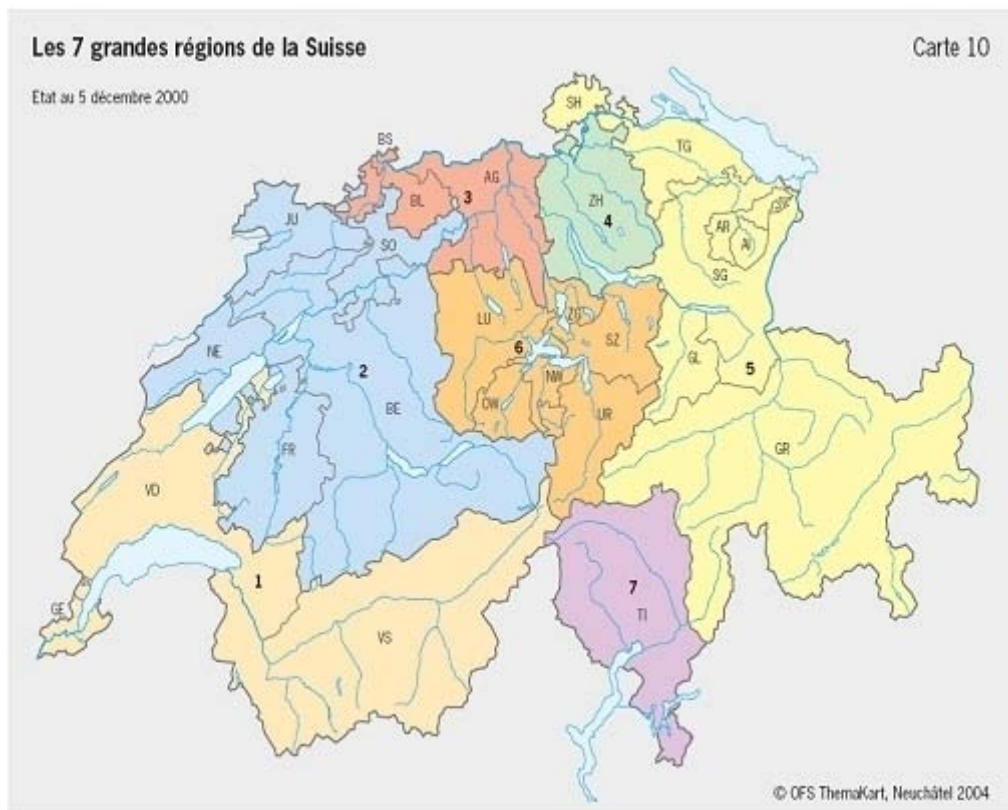 Les 7 grandes régions de la Suisse
Carte 10
Etat au 5 décembre 2000
SH
BS
TG
BL
AG
3
ZH
4
JU
SO
AR
AI
SG
LU
ZG
SZ
6
NE
2
GL
5
NW
OW
BE
UR
FR
GR
VD
1
7
GE
TI
VS
© OFS ThemaKart, Neuchâtel 2004